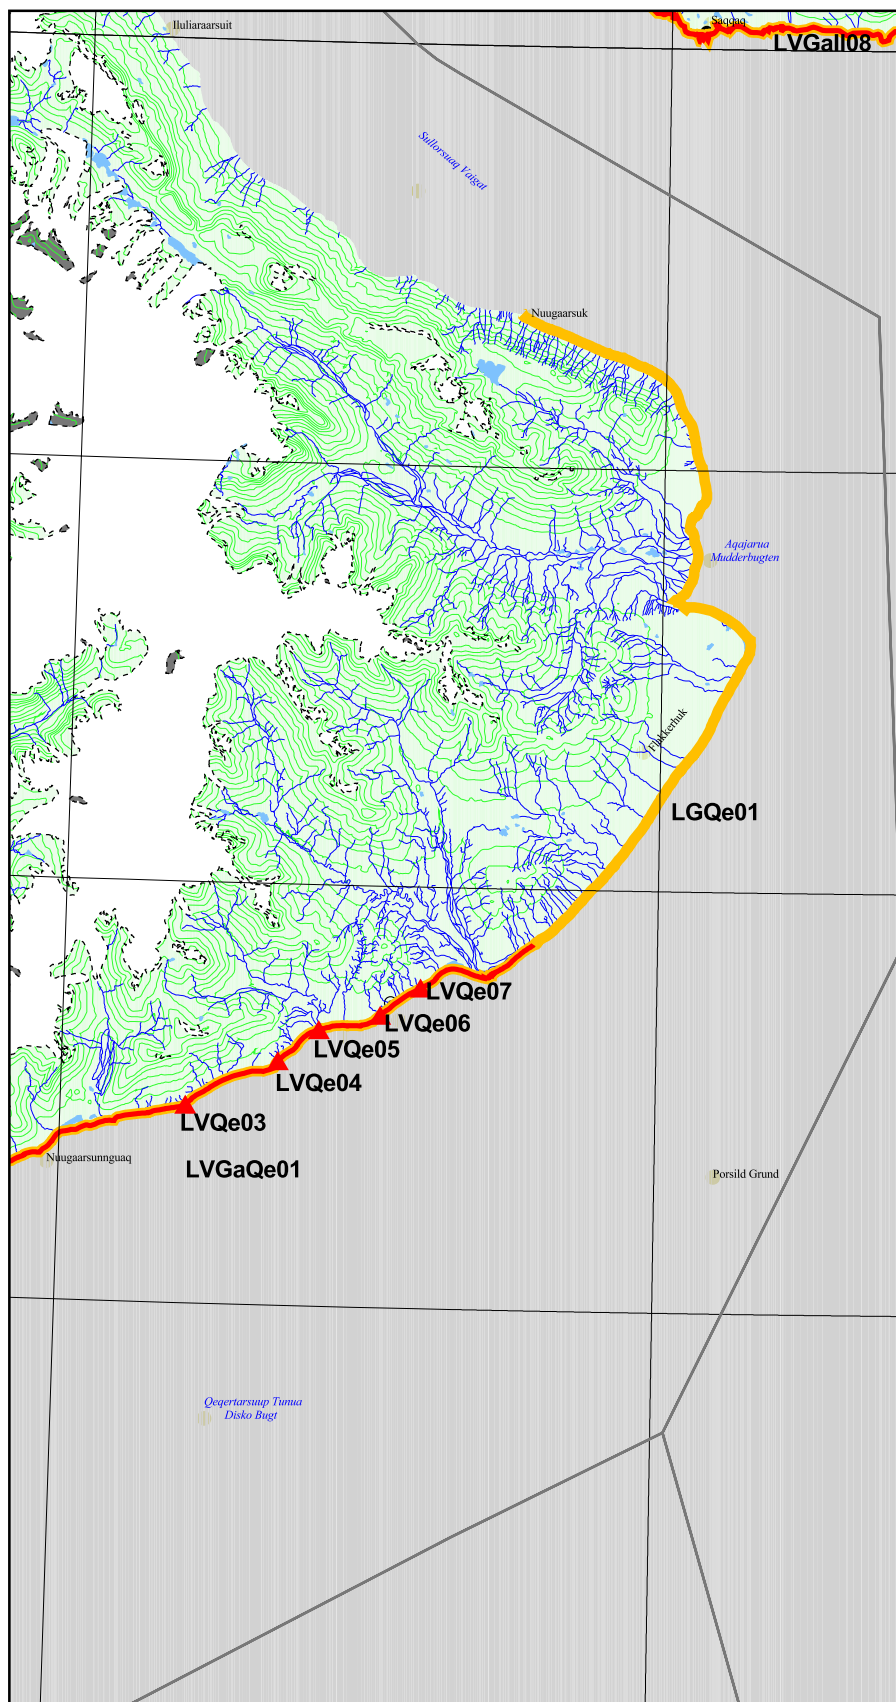 Saqqaq
Iluliaraarsuit
LVGaIl08
Sullorsuaq Vaigat
Nuugaarsuk
Aqajarua
Mudderbugten
Flakkerhuk
LGQe01
LVQe07
LVQe06
LVQe05
LVQe04
LVQe03
Nuugaarsunnguaq
LVGaQe01
Porsild Grund
Qeqertarsuup Tunua
Disko Bugt